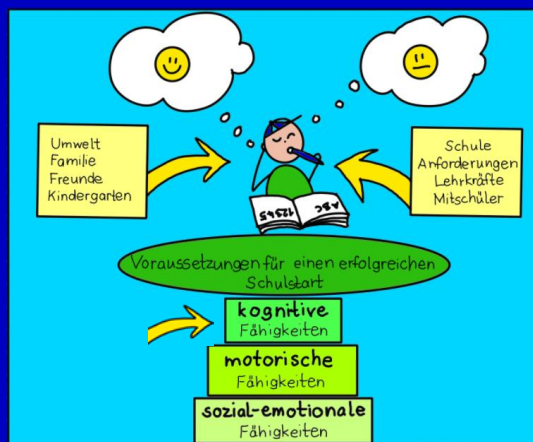 Umwelt
Familie
Freunde
Kindergarten
Schule
Anforderungen
Lehrkräfte
Mitschüler
12345
ABC
Voraussetzungen für einen erfolgreichen
Schulstart
kognitive
Fähigkeiten
motorische
Fähigkeiten
sozial-emotionale
Fähigkeiten